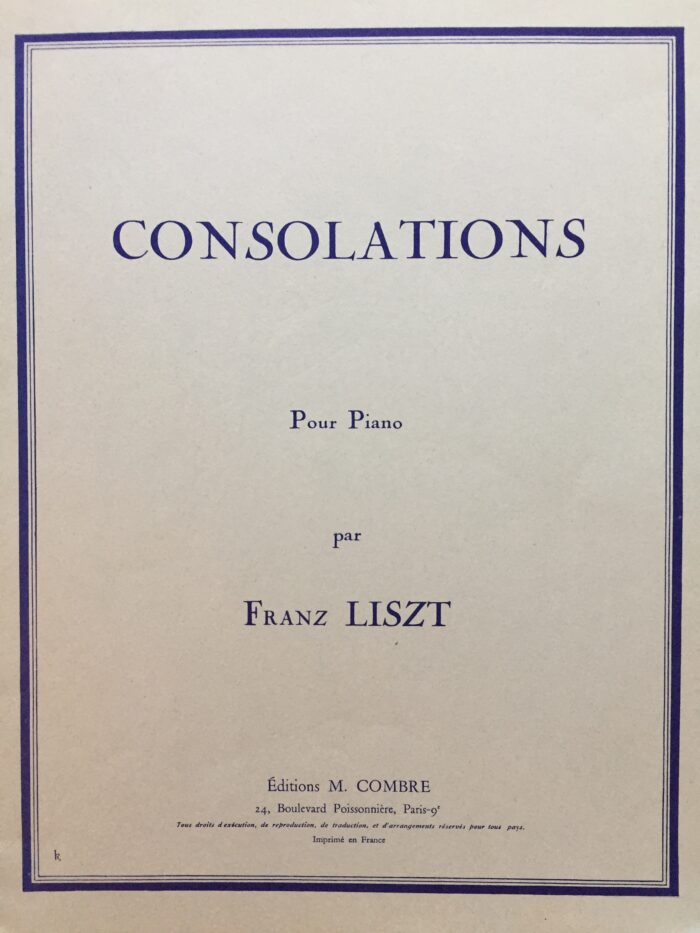 CONSOLATIONS
Pour Piano
par
Franz LISZT
Éditions M. COMBRE
24, Boulevard Poissonnière, Paris-9ᵉ
Tous droits d'exécution, de reproduction, de traduction, et d'arrangements réservés pour tous pays.
Imprimé en France
k